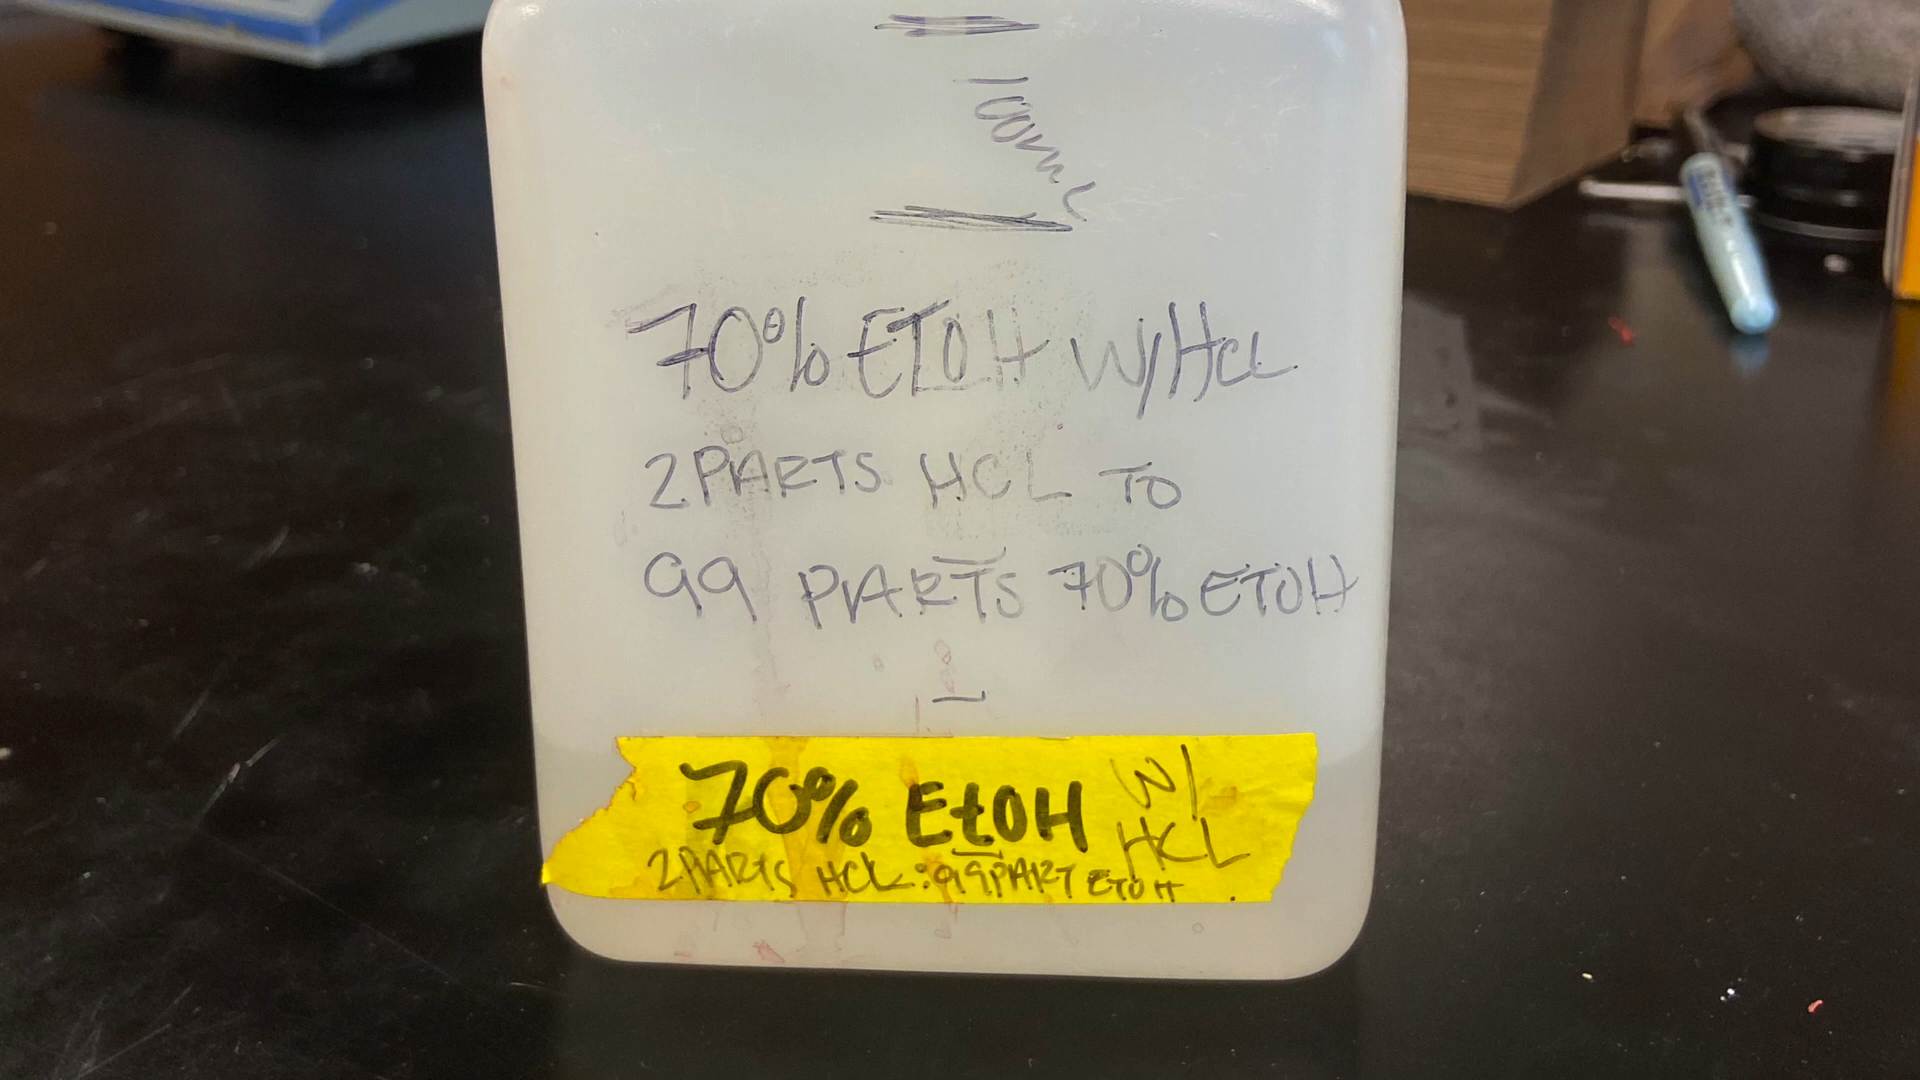 100mL
70% ETOH W/HCL
2 PARTS HCL TO
99 PARTS 70% ETOH
70% EtOH W/
HCL
2 PARTS HCL : 99 PART ETOH